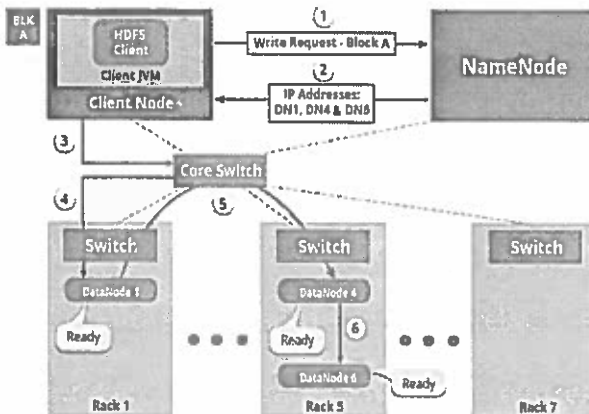 BLK
A
HDFS
Client
Client JVM
Client Node
1
Write Request - Block A
2
IP Addresses:
DN1, DN4 & DN6
NameNode
3
Core Switch
4
5
Switch
DataNode 1
Ready
Rack 1
Switch
DataNode 4
Ready
6
DataNode 6
Ready
Rack 5
Switch
Rack 7